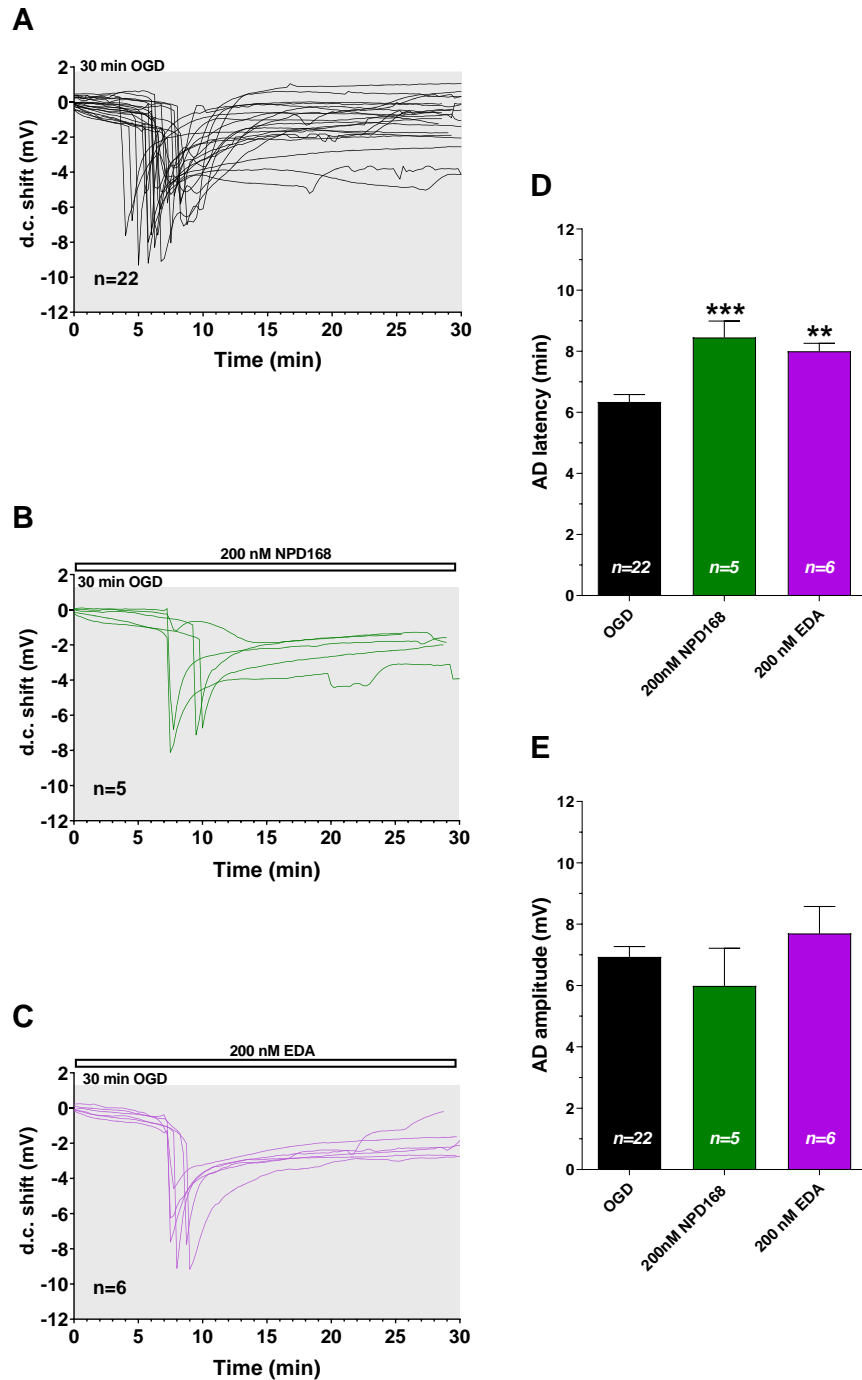 A
30 min OGD
2
0
-2
-4
-6
-8
-10
-12
d.c. shift (mV)
n=22
0 5 10 15 20 25 30
Time (min)
B
200 nM NPD168
30 min OGD
2
0
-2
-4
-6
-8
-10
-12
d.c. shift (mV)
n=5
0 5 10 15 20 25 30
Time (min)
C
200 nM EDA
30 min OGD
2
0
-2
-4
-6
-8
-10
-12
d.c. shift (mV)
n=6
0 5 10 15 20 25 30
Time (min)
D
12
10
8
6
4
2
0
AD latency (min)
*** **
n=22 n=5 n=6
OGD
200nM NPD168
200 nM EDA
E
12
10
8
6
4
2
0
AD amplitude (mV)
n=22 n=5 n=6
OGD
200nM NPD168
200 nM EDA